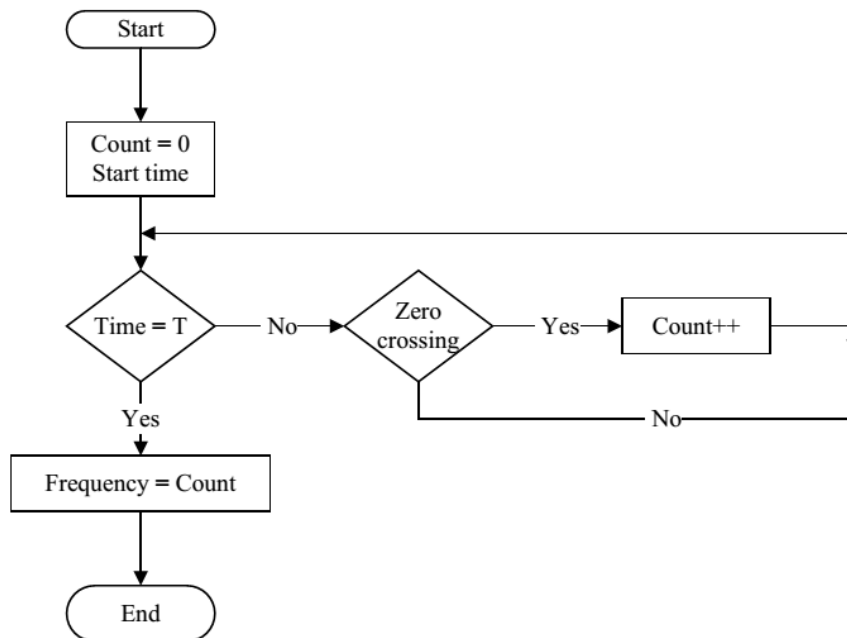 Start
Count = 0
Start time
Time = T
No
Zero
crossing
Yes
Count++
Yes
No
Frequency = Count
End